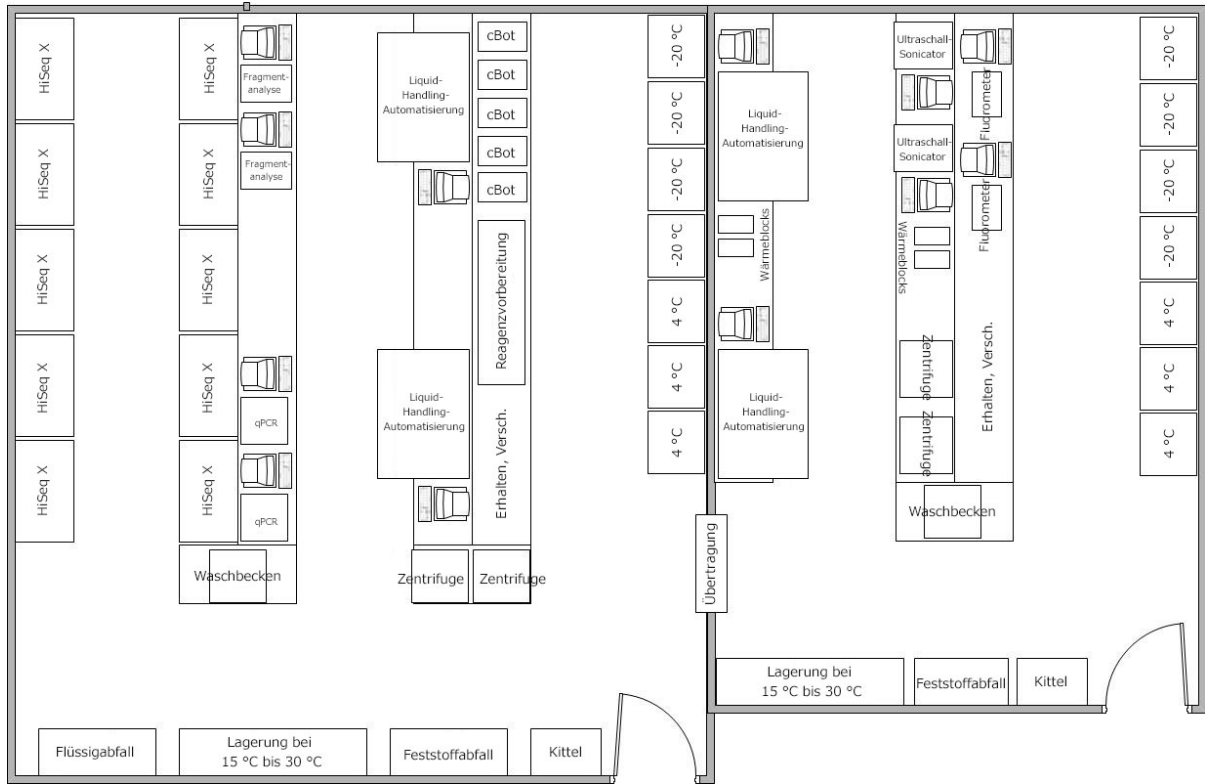 HiSeq X
HiSeq X
HiSeq X
HiSeq X
HiSeq X
HiSeq X
HiSeq X
HiSeq X
HiSeq X
HiSeq X
Fragment-
analyse
Fragment-
analyse
qPCR
qPCR
Waschbecken
Liquid-
Handling-
Automatisierung
Liquid-
Handling-
Automatisierung
cBot
cBot
cBot
cBot
cBot
Reagenzvorbereitung
Erhalten, Versch.
Zentrifuge
Zentrifuge
-20 °C
-20 °C
-20 °C
-20 °C
4 °C
4 °C
4 °C
Übertragung
Flüssigabfall
Lagerung bei
15 °C bis 30 °C
Feststoffabfall
Kittel
Liquid-
Handling-
Automatisierung
Wärmeblocks
Liquid-
Handling-
Automatisierung
Ultraschall-
Sonicator
Ultraschall-
Sonicator
Wärmeblocks
Zentrifuge
Zentrifuge
Fluorometer
Fluorometer
Erhalten, Versch.
Waschbecken
-20 °C
-20 °C
-20 °C
-20 °C
4 °C
4 °C
4 °C
Lagerung bei
15 °C bis 30 °C
Feststoffabfall
Kittel